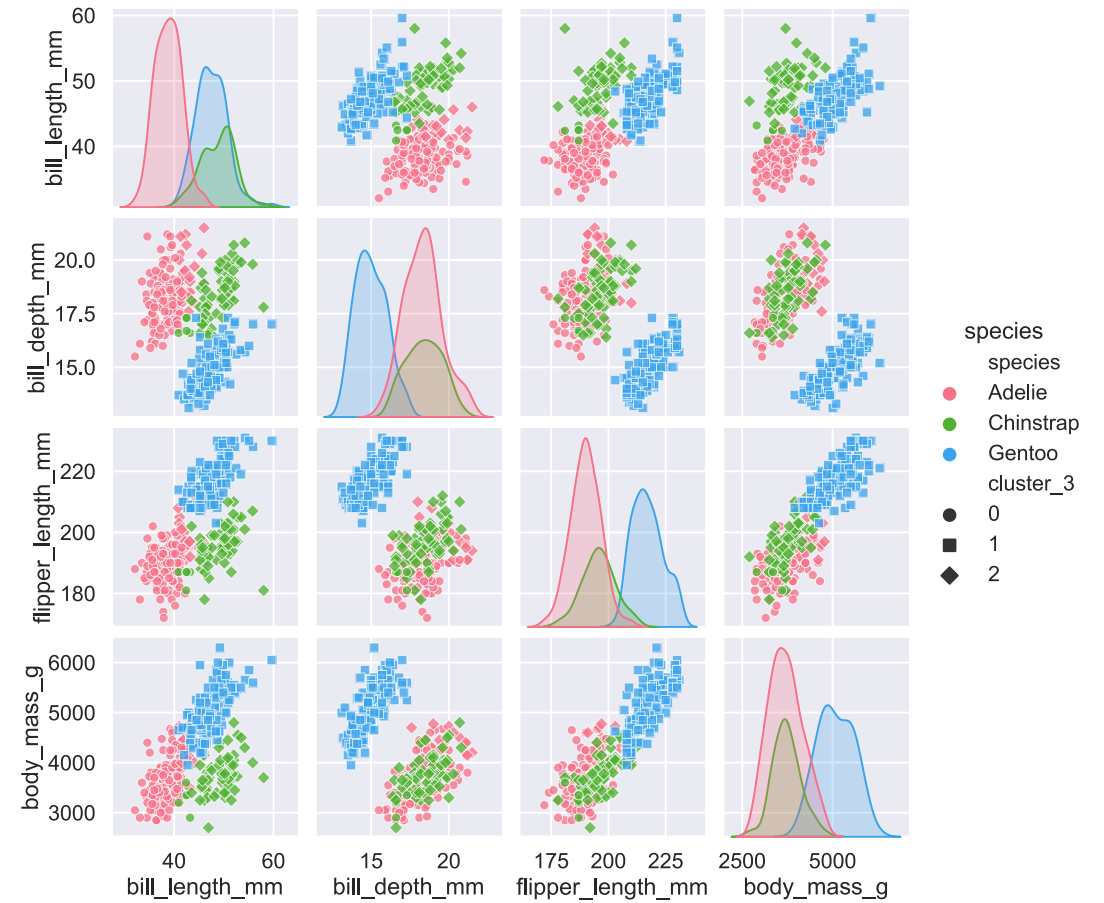 60
50
40
bill_length_mm
20.0
17.5
15.0
bill_depth_mm
220
200
180
flipper_length_mm
6000
5000
4000
3000
body_mass_g
40 60
15 20
175 200 225
2500 5000
bill_length_mm
bill_depth_mm
flipper_length_mm
body_mass_g
species
species
Adelie
Chinstrap
Gentoo
cluster_3
0
1
2